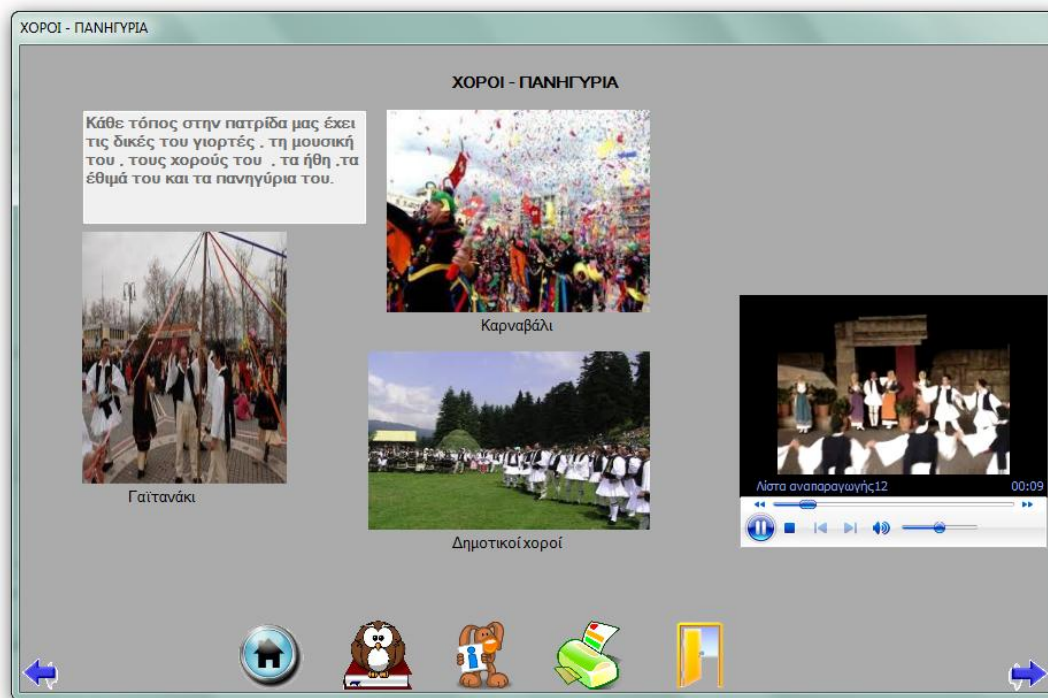 ΧΟΡΟΙ - ΠΑΝΗΓΥΡΙΑ
ΧΟΡΟΙ - ΠΑΝΗΓΥΡΙΑ
Κάθε τόπος στην πατρίδα μας έχει
τις δικές του γιορτές , τη μουσική
του , τους χορούς του , τα ήθη ,τα
έθιμά του και τα πανηγύρια του.
Καρναβάλι
Γαϊτανάκι
Δημοτικοί χοροί
Λίστα αναπαραγωγής12 00:09